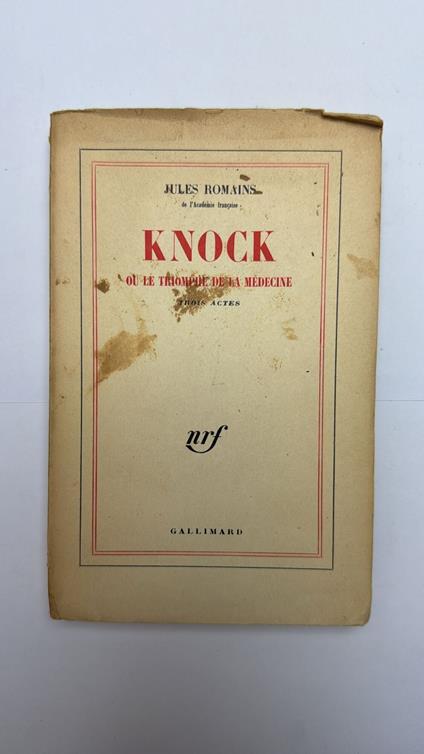 JULES ROMAINS
de l'Académie française
KNOCK
OU LE TRIOMPHE DE LA MÉDECINE
TROIS ACTES
nrf
GALLIMARD